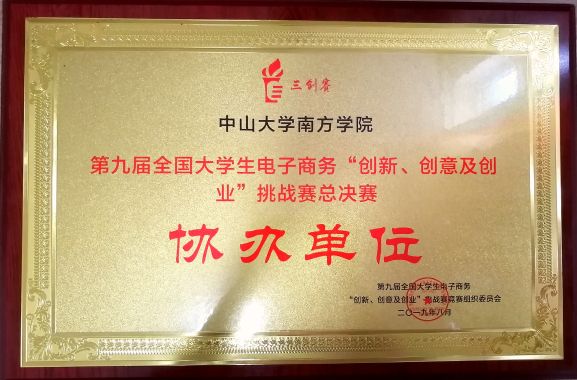 三创赛
中山大学南方学院
第九届全国大学生电子商务“创新、创意及创
业”挑战赛总决赛
协办单位
第九届全国大学生电子商务
“创新、创意及创业”挑战赛竞赛组织委员会
二〇一九年八月